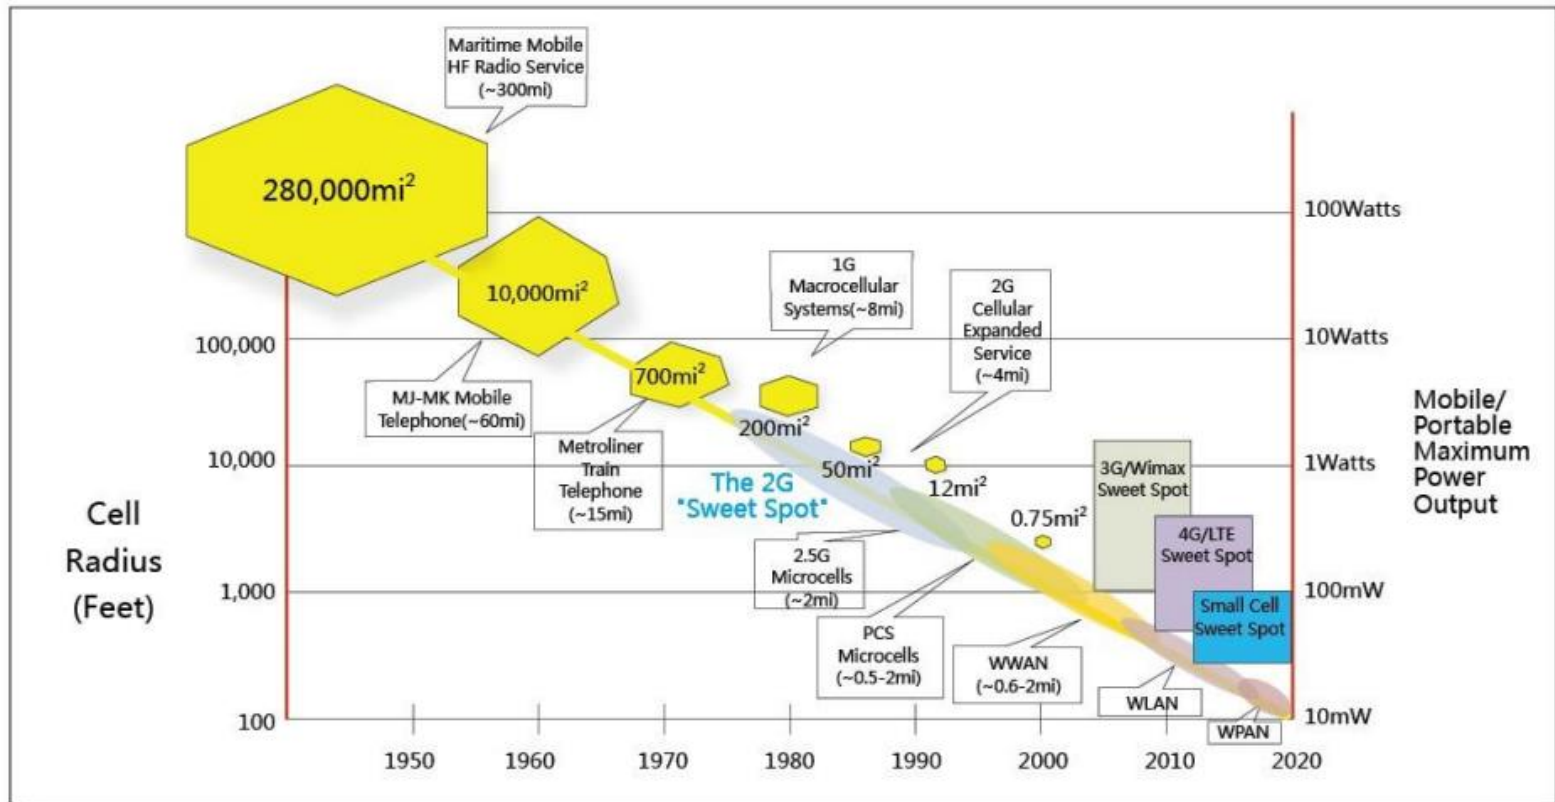 Maritime Mobile
HF Radio Service
(~300mi)
280,000mi²
100Watts
10,000mi²
1G
Macrocellular
Systems(~8mi)
2G
Cellular
Expanded
Service
(~4mi)
100,000
10Watts
700mi²
MJ-MK Mobile
Telephone(~60mi)
200mi²
Mobile/
Portable
Maximum
Power
Output
Metroliner
Train
Telephone
(~15mi)
10,000
50mi²
12mi²
1Watts
3G/Wimax
Sweet Spot
The 2G
"Sweet Spot"
0.75mi²
4G/LTE
Sweet Spot
Cell
Radius
(Feet)
2.5G
Microcells
(~2mi)
1,000
100mW
Small Cell
Sweet Spot
PCS
Microcells
(~0.5-2mi)
WWAN
(~0.6-2mi)
WLAN
WPAN
100
10mW
1950
1960
1970
1980
1990
2000
2010
2020